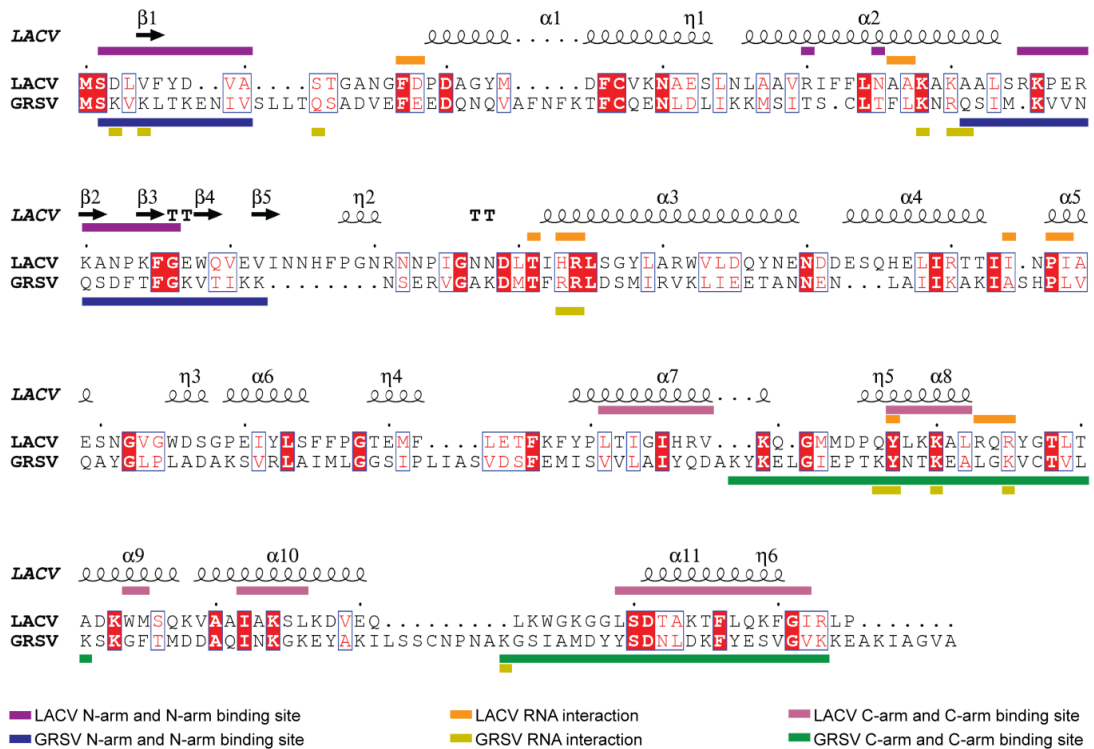 β1 α1 η1 α2
LACV
LACV MSDLVFYD..VA....STGANGFDPDAGYM.....DFCVKNAESLNLAAVRIFFLNAAKAKAALSRKPER
GRSV MSKVKLTKENIVSLLTQSADVEFEEDQNQVAFNFKTFCQENLDLIKKMSITS.CLTFLKNRQSIM.KVVN
β2 β3 β4 β5 η2 α3 α4 α5
LACV TT TT
LACV KANPKFGEWQVEVINNHFPGNRNNPIGNNDLTIHRLSGYLARWVLDQYNENDDESQHELIRTTII.NPIA
GRSV QSDFTFGKVTIKK........NSERVGAKDMTFRRLDSMIRVKLIEETANNEN...LAIIKAKIASHPLV
η3 α6 η4 α7 η5 α8
LACV
LACV ESNGVGWDSGPEIYLSFFPGTEMF....LETFKFYPLTIGIHRV...KQ.GMMDPQYLKKALRQRYGTLT
GRSV QAYGLPLADAKSVRLAIMLGGSIPLIASVDSFEMISVVLAIYQDAKYKELGIEPTKYNTKEALGKVCTVL
α9 α10 α11 η6
LACV
LACV ADKWMSQKVAAIAKSLKDVEQ.........LKWGKGGLSDTAKTFLQKFGIRLP.......
GRSV KSKGFTMDDAQINKGKEYAKILSSCNPNAKGSIAMDYYSDNLDKFYESVGVKKEAKIAGVA
LACV N-arm and N-arm binding site LACV RNA interaction LACV C-arm and C-arm binding site
GRSV N-arm and N-arm binding site GRSV RNA interaction GRSV C-arm and C-arm binding site